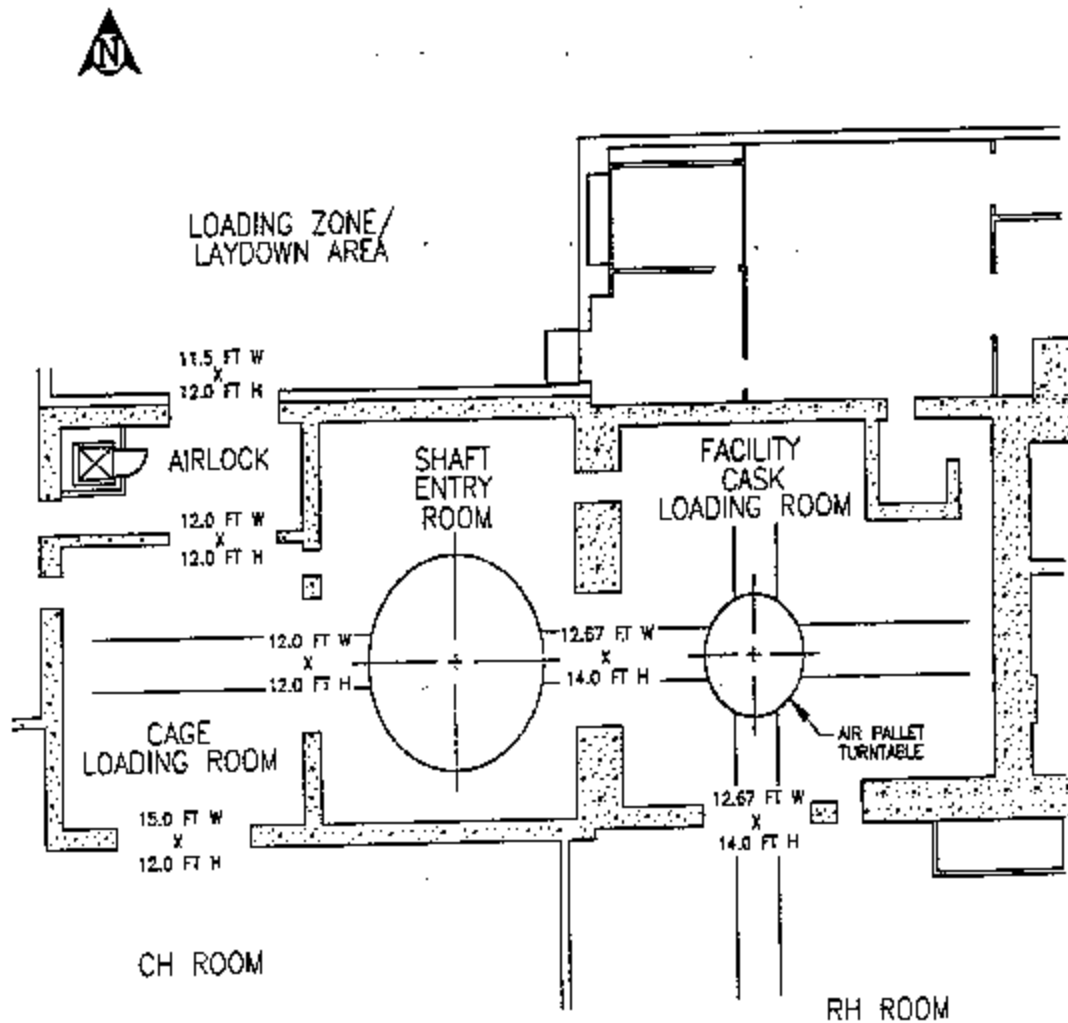 N
LOADING ZONE/
LAYDOWN AREA
11.5 FT W
X
12.0 FT H
AIRLOCK
SHAFT
ENTRY
ROOM
FACILITY
CASK
LOADING ROOM
12.0 FT W
X
12.0 FT H
12.0 FT W
X
12.0 FT H
12.67 FT W
X
14.0 FT H
CAGE
LOADING ROOM
AIR PALLET
TURNTABLE
15.0 FT W
X
12.0 FT H
12.67 FT W
X
14.0 FT H
CH ROOM
RH ROOM